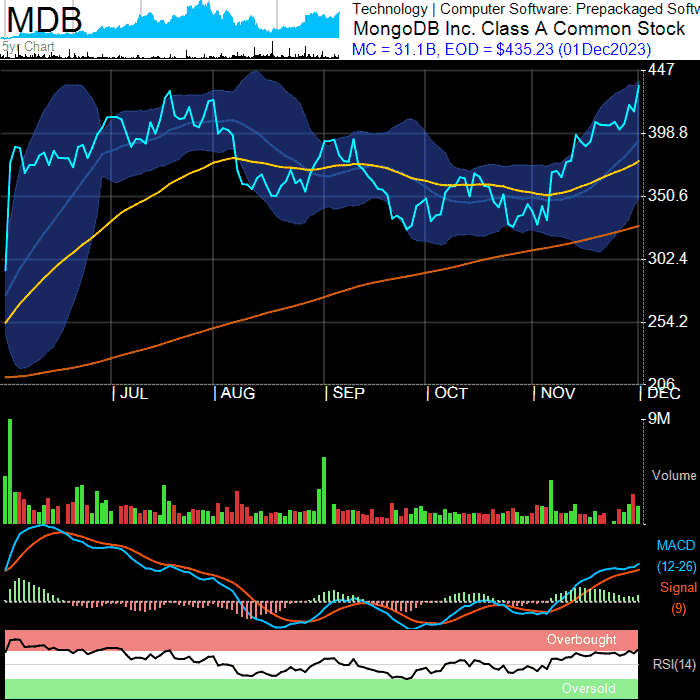 MDB
5yr Chart
Technology | Computer Software: Prepackaged Softw
MongoDB Inc. Class A Common Stock
MC = 31.1B, EOD = $435.23 (01Dec2023)
447
398.8
350.6
302.4
254.2
206
JUL AUG SEP OCT NOV DEC
9M
Volume
MACD
(12-26)
Signal
(9)
Overbought
RSI(14)
Oversold